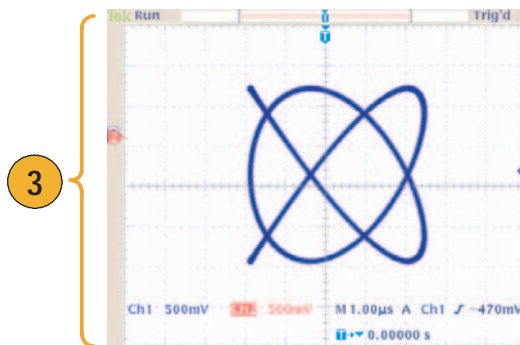 Tek Run Trig'd
3
Ch1 500mV 500mV M 1.00µs A Ch1 ∫ -470mV
0.00000 s